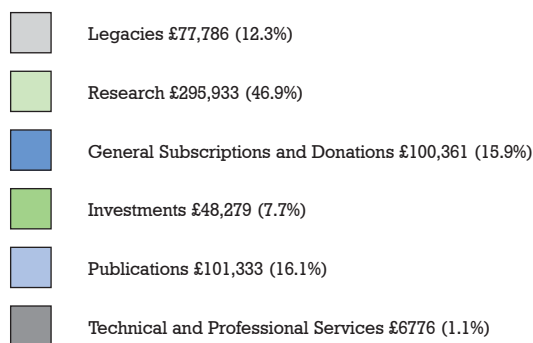 Legacies £77,786 (12.3%)
Research £295,933 (46.9%)
General Subscriptions and Donations £100,361 (15.9%)
Investments £48,279 (7.7%)
Publications £101,333 (16.1%)
Technical and Professional Services £6776 (1.1%)